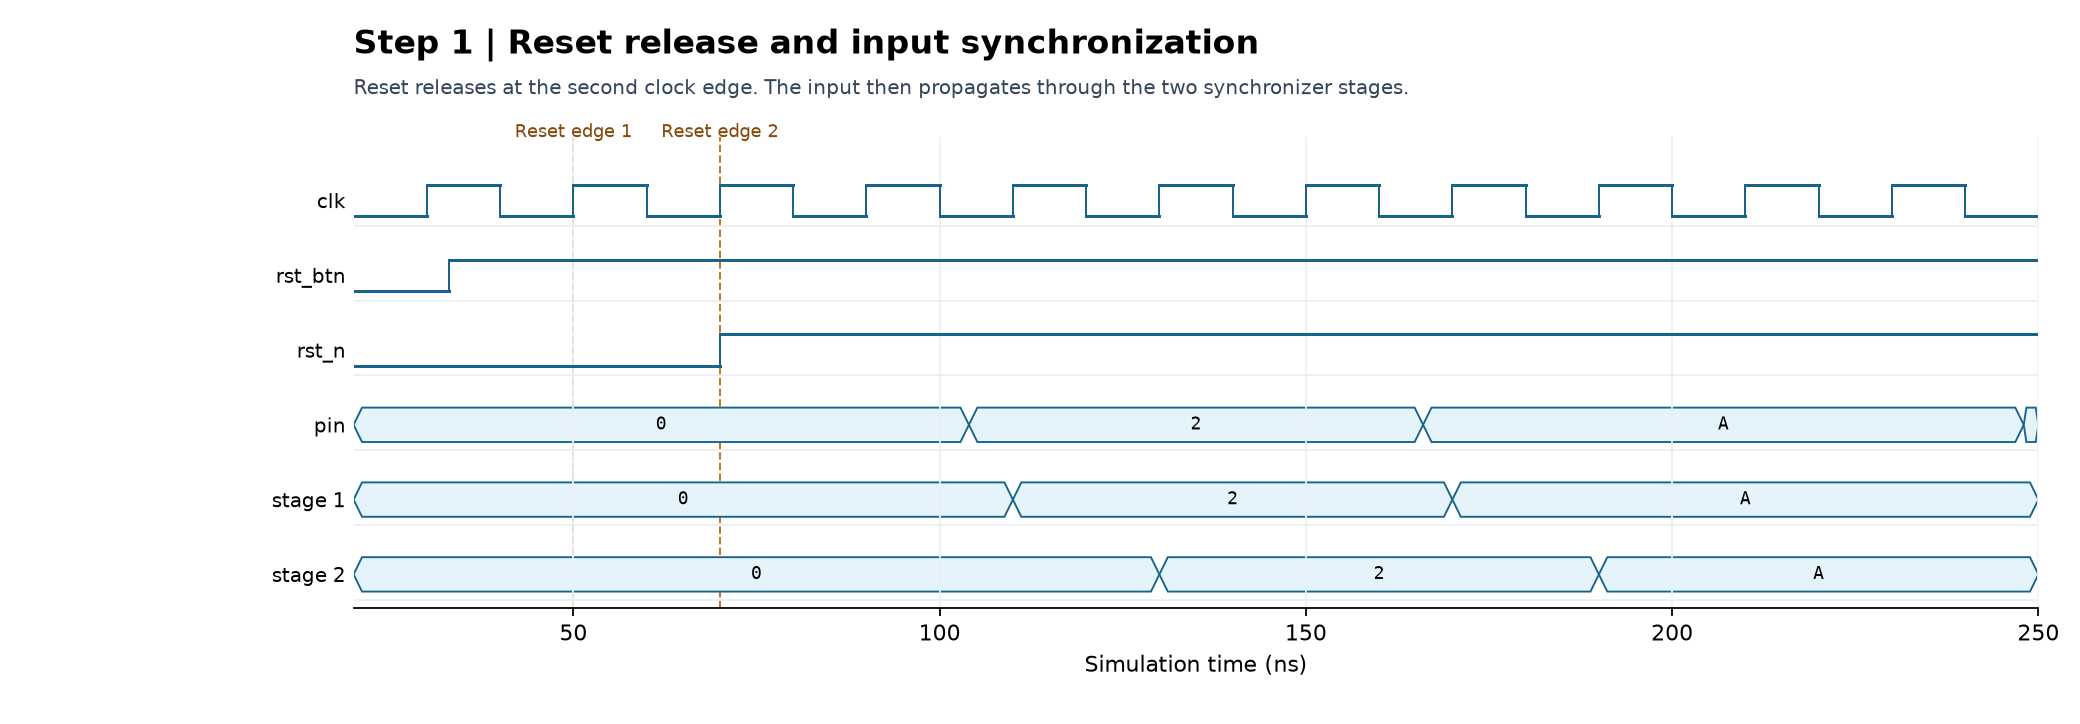 Step 1 | Reset release and input synchronization
Reset releases at the second clock edge. The input then propagates through the two synchronizer stages.
Reset edge 1 Reset edge 2
clk
rst_btn
rst_n
pin 0 2 A
stage 1 0 2 A
stage 2 0 2 A
50 100 150 200 250
Simulation time (ns)